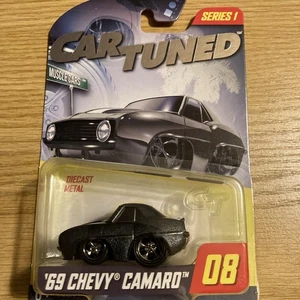 SERIES 1
CAR TUNED
MUSCLE CARS
DIECAST
METAL
'69 CHEVY® CAMARO™
08